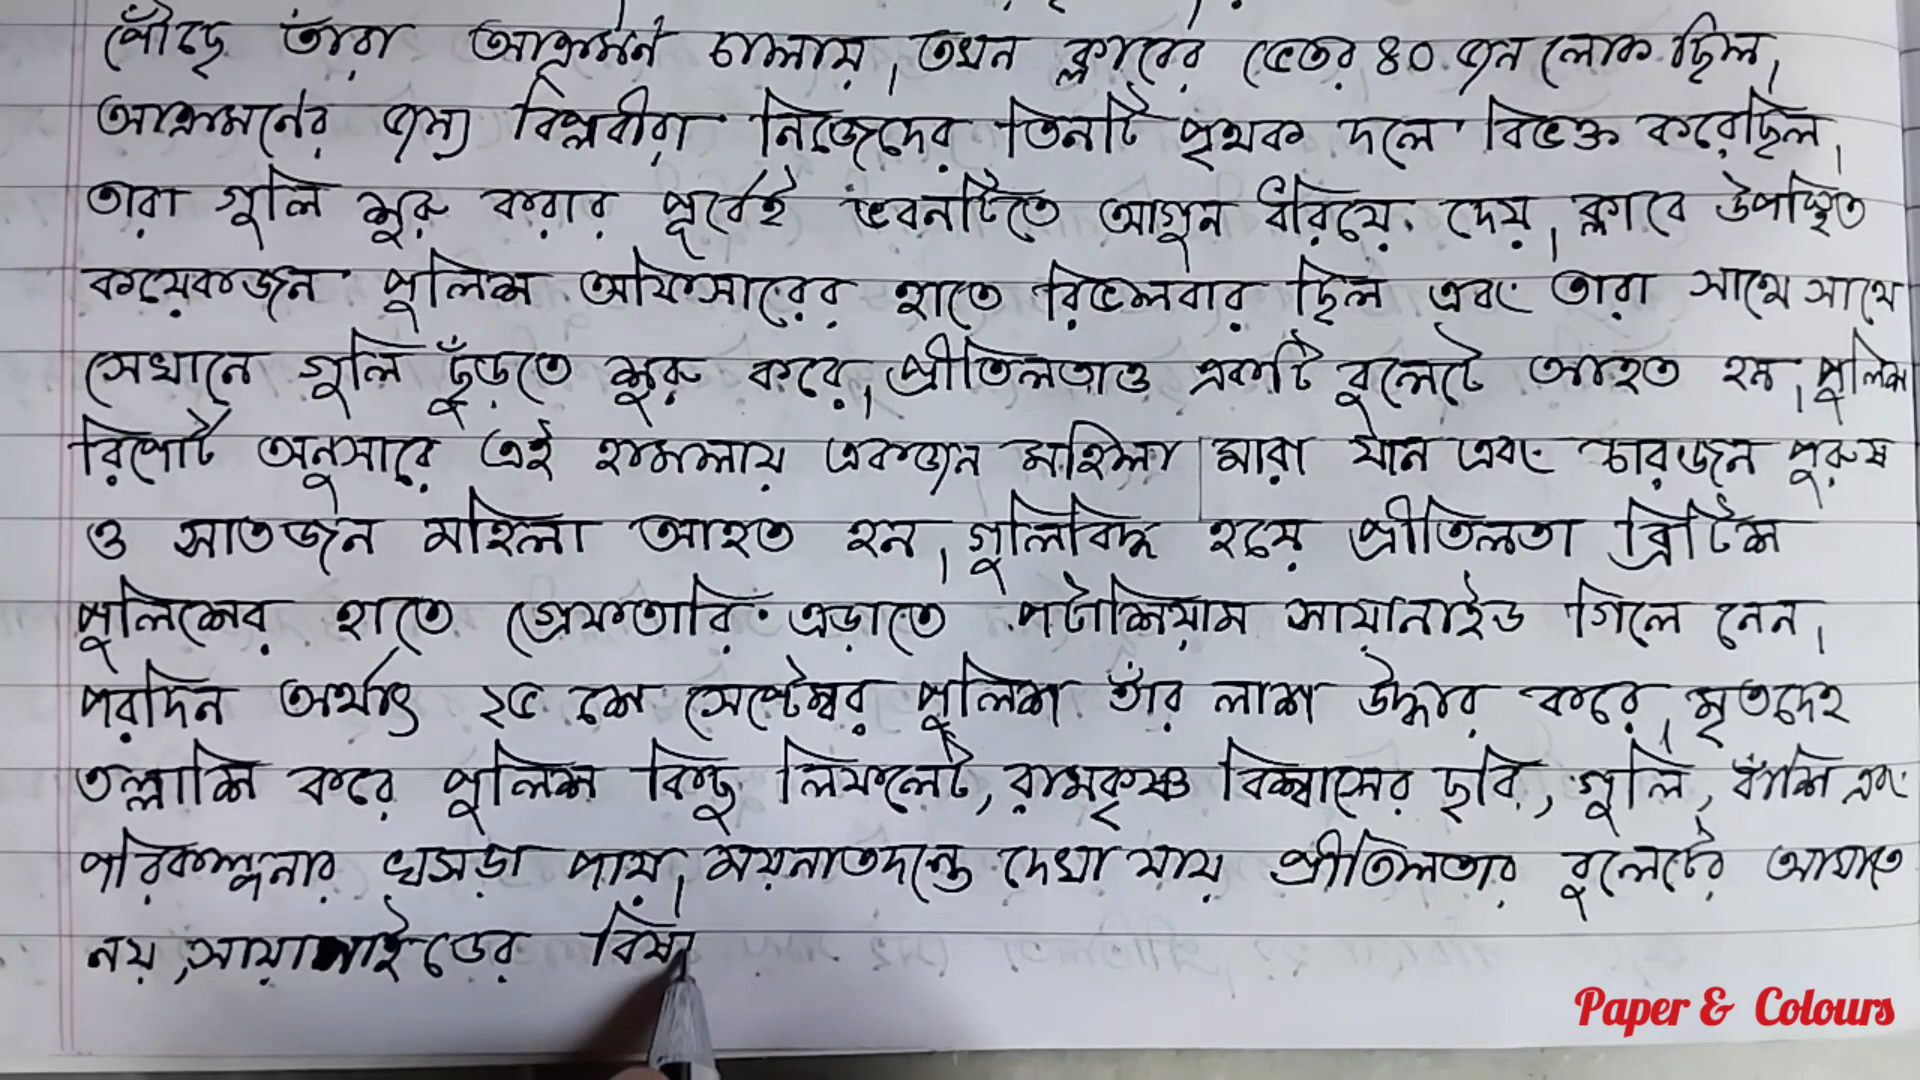 পৌঁছে তাঁরা আক্রমণ চালায়। তখন ক্লাবের ভেতর ৪০ জন লোক ছিল।
আক্রমনের জন্য বিপ্লবীরা নিজেদের তিনটি পৃথক দলে বিভক্ত করেছিল।
তারা গুলি শুরু করার পূর্বেই ভবনটিতে আগুন ধরিয়ে দেয়। ক্লাবে উপস্থিত
কয়েকজন পুলিশ অফিসারের হাতে রিভলবার ছিল এবং তারা সাথে সাথে
সেখানে গুলি ছুঁড়তে শুরু করে। প্রীতিলতাও একটি বুলেটে আহত হন। পুলিশ
রিপোর্ট অনুসারে এই হামলায় একজন মহিলা মারা যান এবং চারজন পুরুষ
ও সাতজন মহিলা আহত হন। গুলিবিদ্ধ হয়ে প্রীতিলতা ব্রিটিশ
পুলিশের হাতে গ্রেফতারি এড়াতে পটাশিয়াম সায়ানাইড গিলে নেন।
পরদিন অর্থাৎ ২৫ শে সেপ্টেম্বর পুলিশ তাঁর লাশ উদ্ধার করে। মৃতদেহ
তল্লাশি করে পুলিশ কিছু লিফলেট, রামকৃষ্ণ বিশ্বাসের ছবি, গুলি, বাঁশি এবং
পরিকল্পনার খসড়া পায়। ময়নাতদন্তে দেখা যায় প্রীতিলতার বুলেটের আঘাতে
নয়, সায়ানাইডের
Paper & Colours